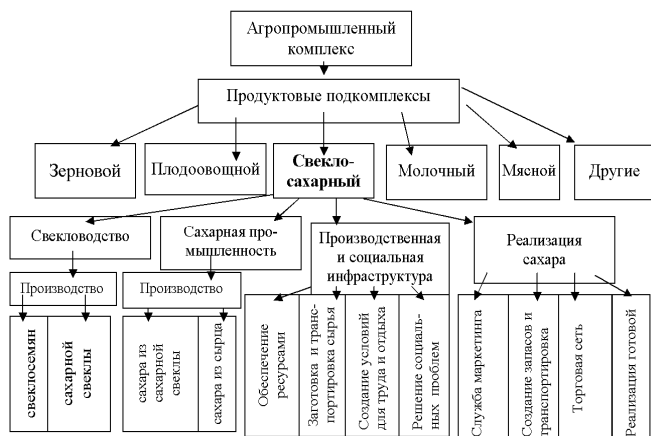 Агропромышленный
комплекс
Продуктовые подкомплексы
Зерновой
Плодоовощной
Свекло-
сахарный
Молочный
Мясной
Другие
Свекловодство
Сахарная про-
мышленность
Производственная
и социальная
инфраструктура
Реализация
сахара
Производство
Производство
свеклосемян
сахарной
свеклы
сахара из
сахарной
свеклы
сахара из сырца
Обеспечение
ресурсами
Заготовка и транс-
портировка сырья
Создание условий
для труда и отдыха
Решение социаль-
ных проблем
Служба маркетинга
Создание запасов и
транспортировка
Торговая сеть
Реализация готовой